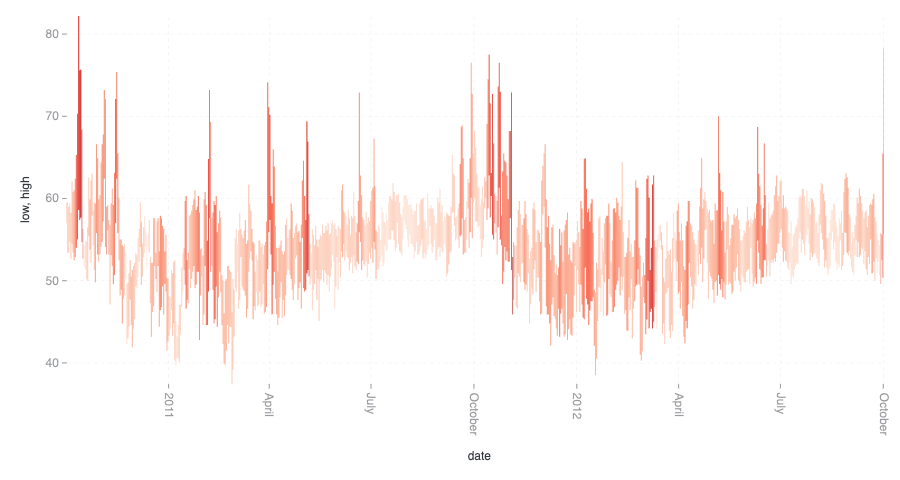 80
70
60
50
40
low, high
2011
April
July
October
2012
April
July
October
date